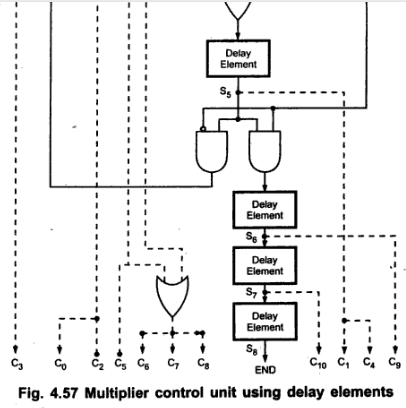 Delay
Element
S5
Delay
Element
S6
Delay
Element
S7
Delay
Element
S8
END
C3 C0 C2 C5 C6 C7 C8 C10 C1 C4 C9
Fig. 4.57 Multiplier control unit using delay elements